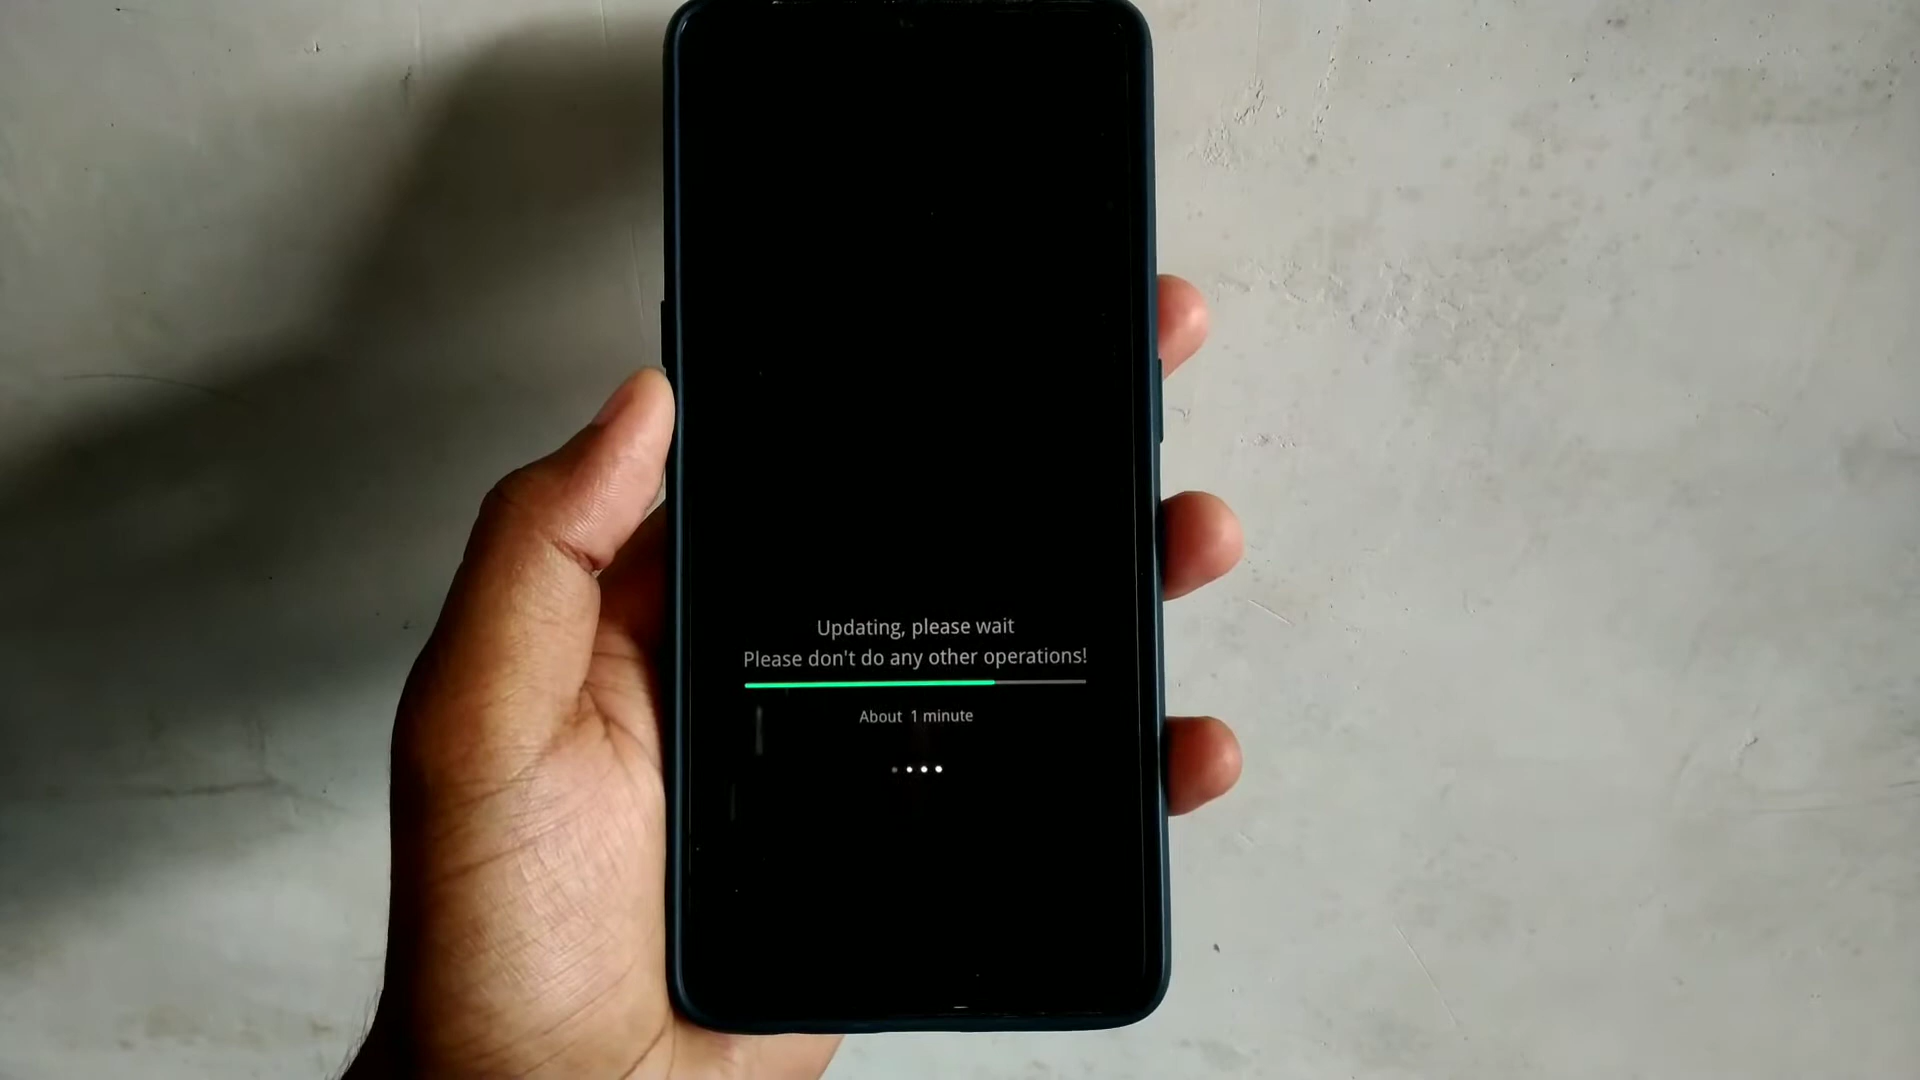 Updating, please wait
Please don't do any other operations!
About 1 minute